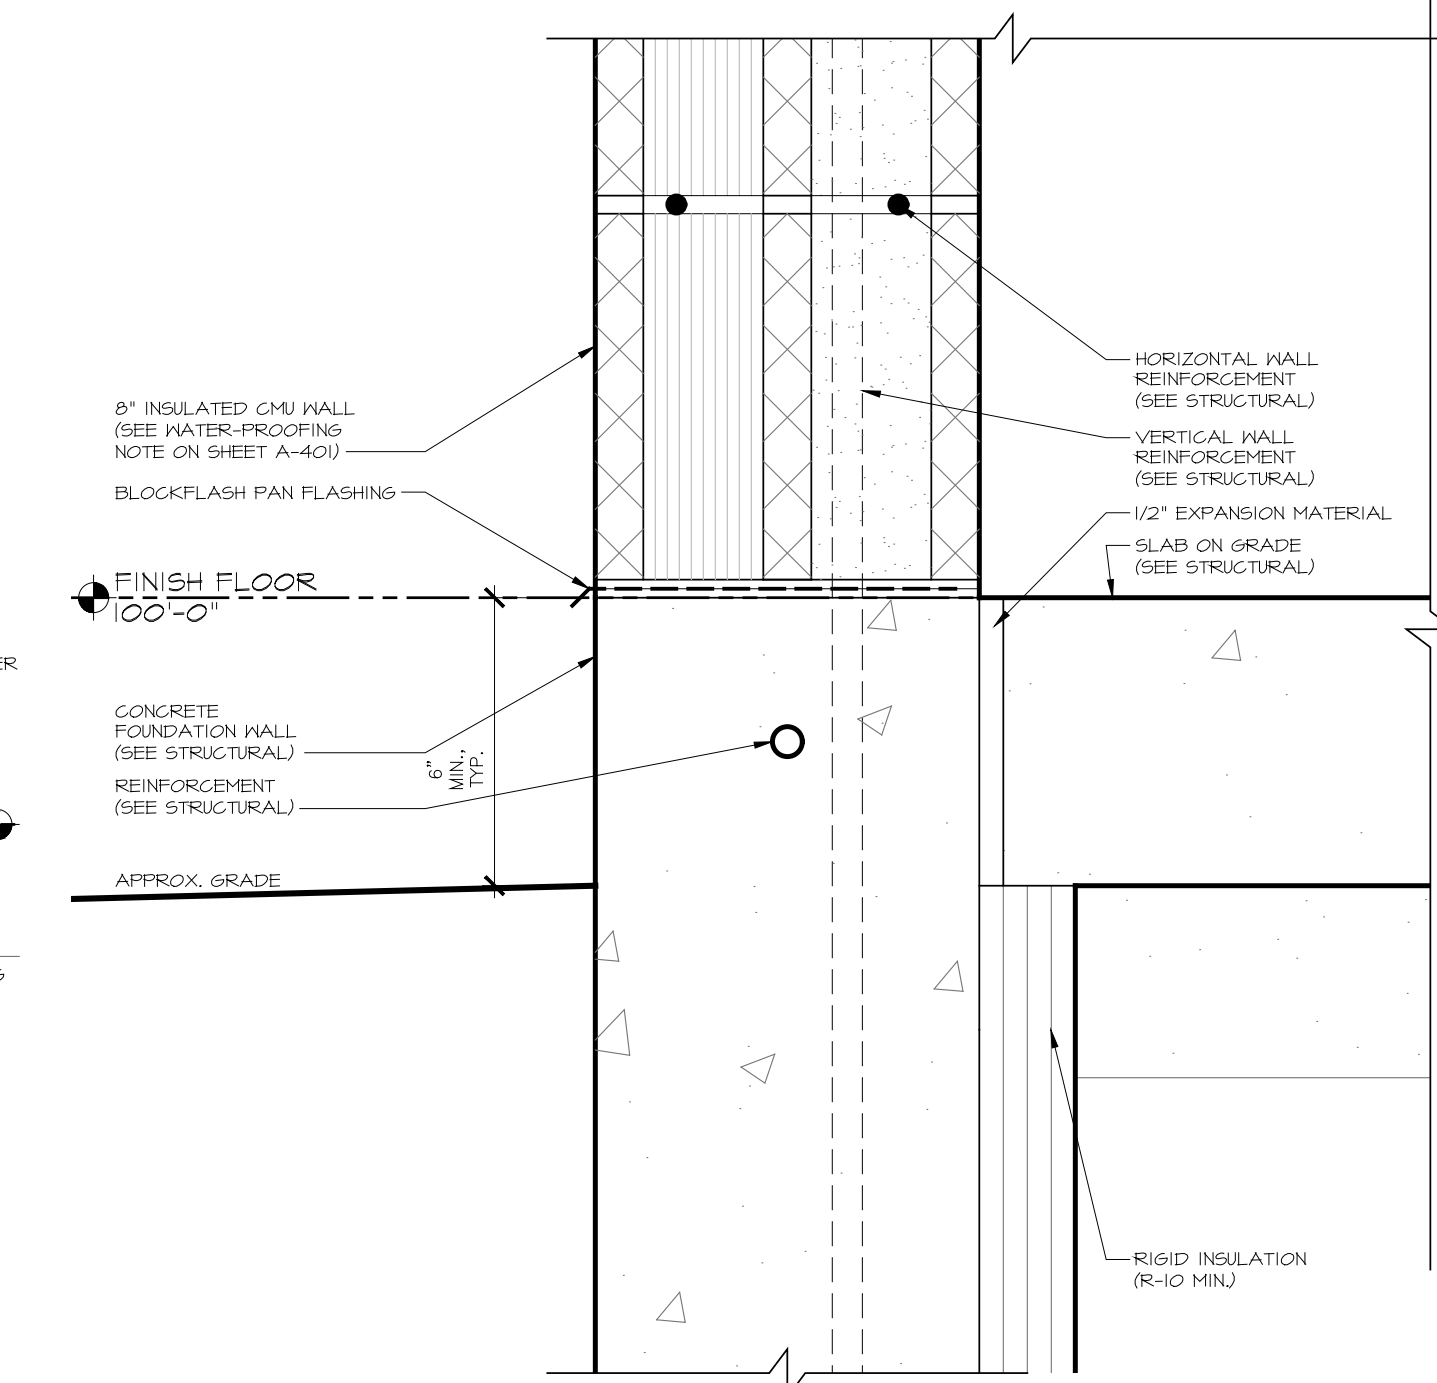 8" INSULATED CMU WALL
(SEE WATER-PROOFING
NOTE ON SHEET A-401)
BLOCKFLASH PAN FLASHING
FINISH FLOOR
100'-0"
CONCRETE
FOUNDATION WALL
(SEE STRUCTURAL)
REINFORCEMENT
(SEE STRUCTURAL)
6"
MIN.,
TYP.
APPROX. GRADE
HORIZONTAL WALL
REINFORCEMENT
(SEE STRUCTURAL)
VERTICAL WALL
REINFORCEMENT
(SEE STRUCTURAL)
1/2" EXPANSION MATERIAL
SLAB ON GRADE
(SEE STRUCTURAL)
RIGID INSULATION
(R-10 MIN.)